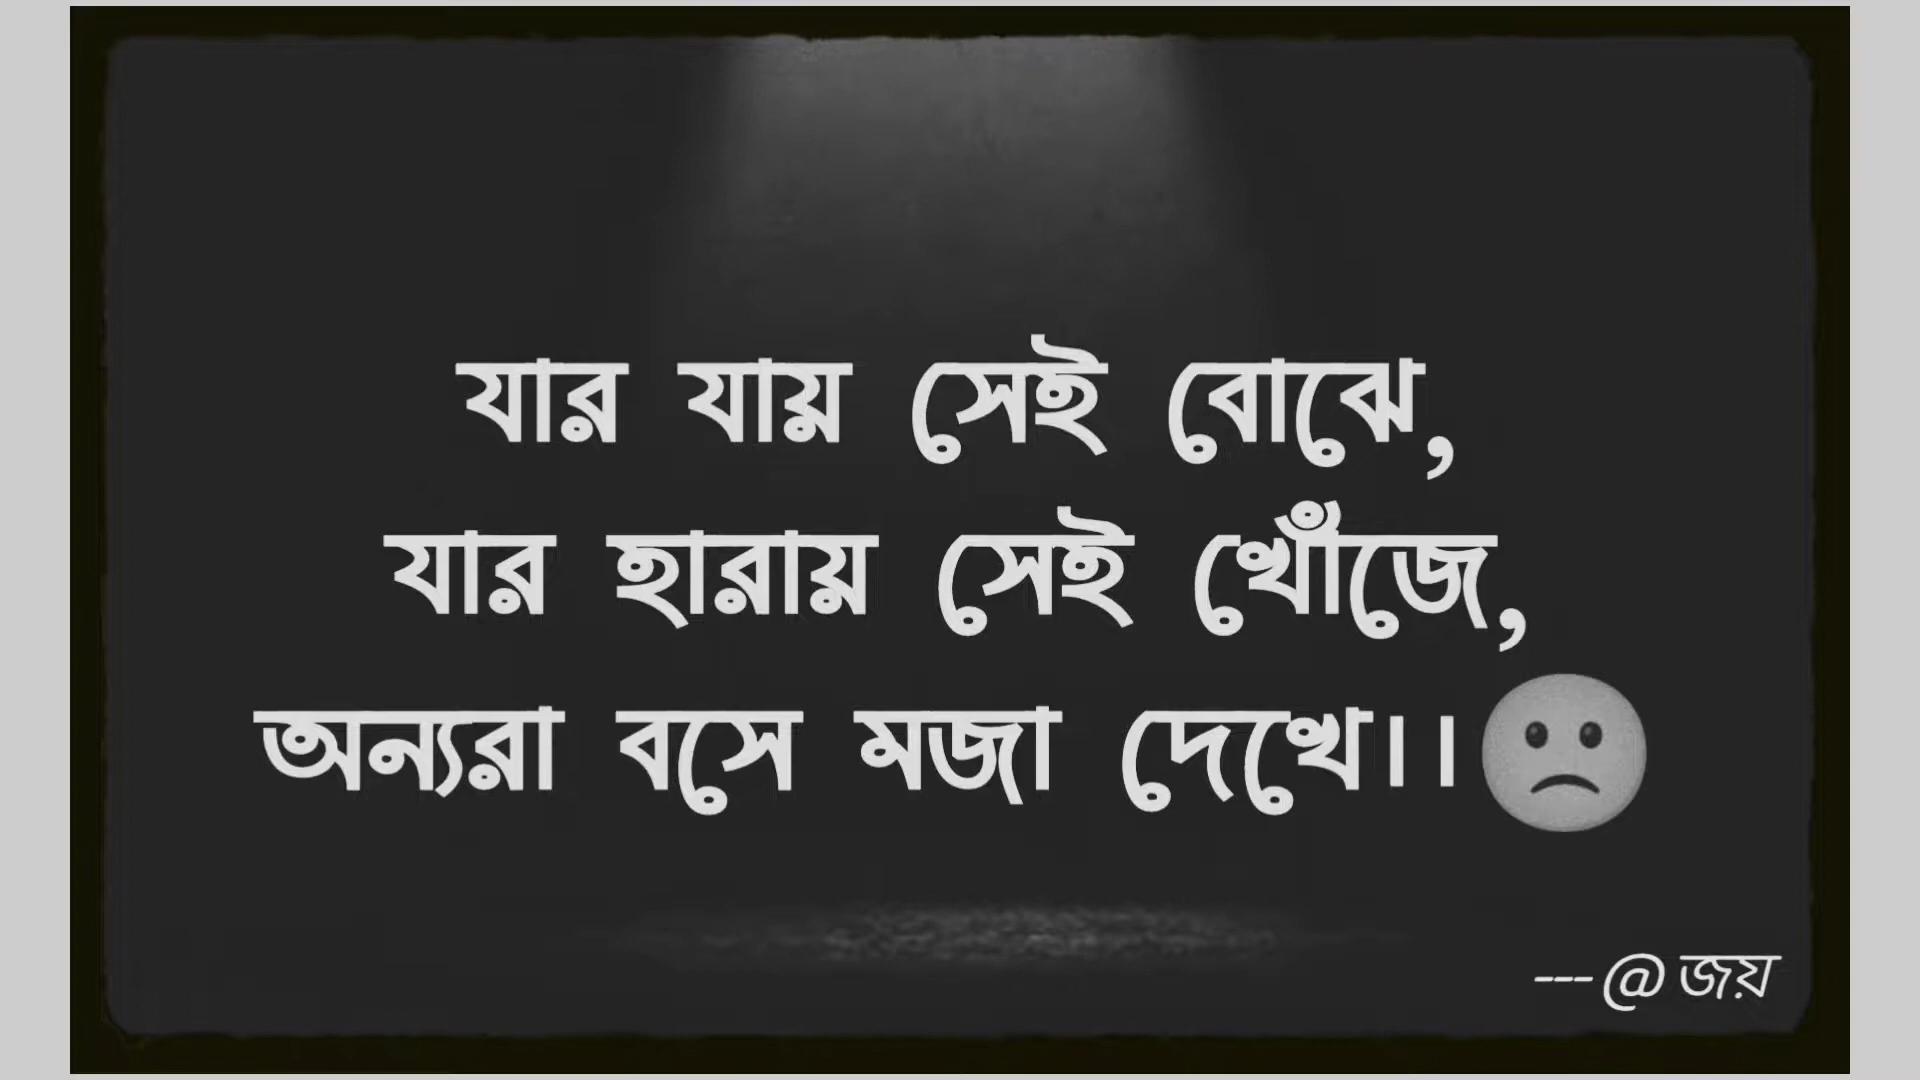 যার যায় সেই বোঝে,
যার হারায় সেই খোঁজে,
অন্যরা বসে মজা দেখে।।🙁
---@জয়